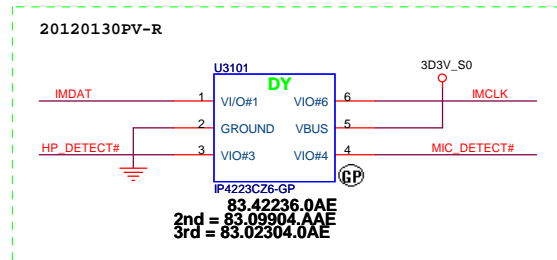 20120130PV-R
U3101
3D3V_S0
DY
IMDAT 1 VI/O#1 VIO#6 6 IMCLK
2 GROUND VBUS 5
HP_DETECT# 3 VIO#3 VIO#4 4 MIC_DETECT#
IP4223CZ6-GP
GP
83.42236.0AE
2nd = 83.09904.AAE
3rd = 83.02304.0AE